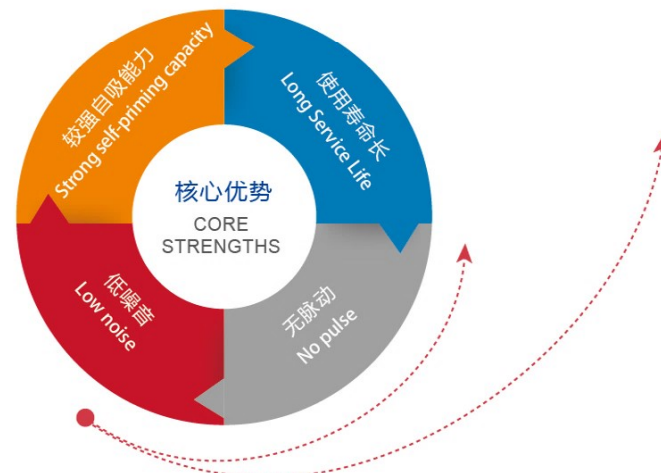 较强自吸能力
Strong self-priming capacity
使用寿命长
Long Service Life
核心优势
CORE
STRENGTHS
低噪音
Low noise
无脉动
No pulse